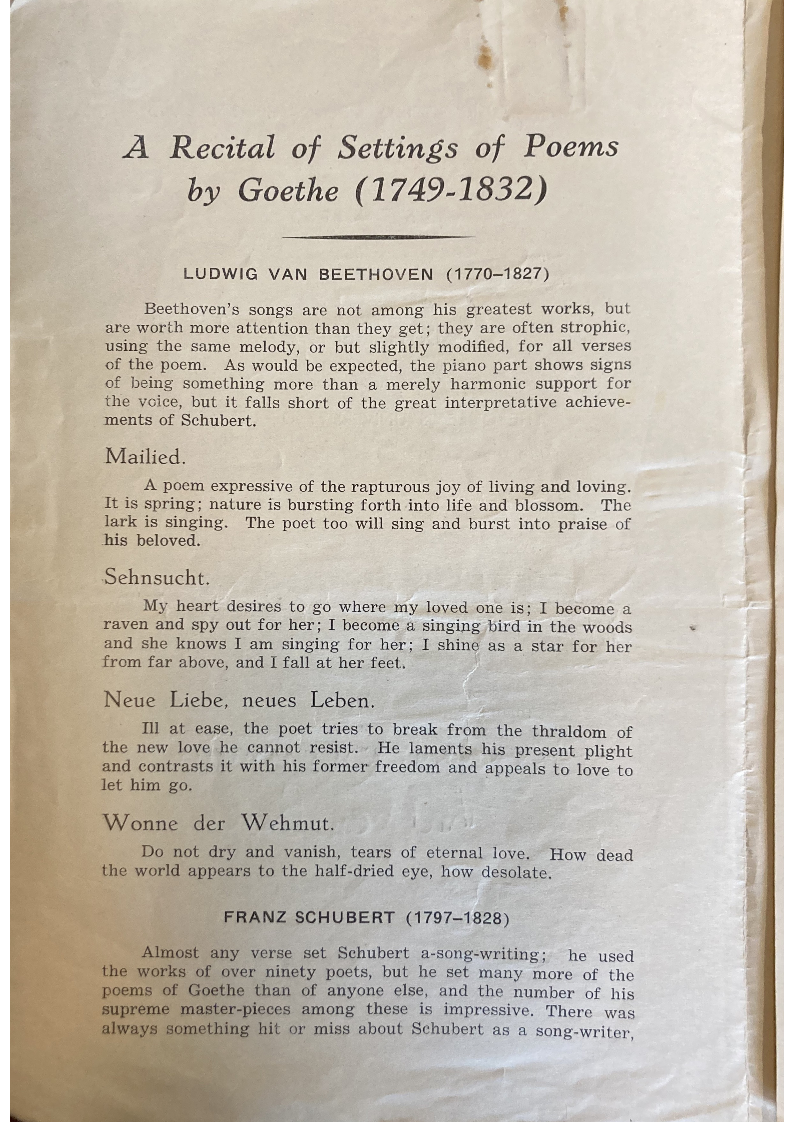 A Recital of Settings of Poems
by Goethe (1749-1832)
LUDWIG VAN BEETHOVEN (1770–1827)
Beethoven's songs are not among his greatest works, but
are worth more attention than they get; they are often strophic,
using the same melody, or but slightly modified, for all verses
of the poem. As would be expected, the piano part shows signs
of being something more than a merely harmonic support for
the voice, but it falls short of the great interpretative achieve-
ments of Schubert.
Mailied.
A poem expressive of the rapturous joy of living and loving.
It is spring; nature is bursting forth into life and blossom. The
lark is singing. The poet too will sing and burst into praise of
his beloved.
Sehnsucht.
My heart desires to go where my loved one is; I become a
raven and spy out for her; I become a singing bird in the woods
and she knows I am singing for her; I shine as a star for her
from far above, and I fall at her feet.
Neue Liebe, neues Leben.
Ill at ease, the poet tries to break from the thraldom of
the new love he cannot resist. He laments his present plight
and contrasts it with his former freedom and appeals to love to
let him go.
Wonne der Wehmut.
Do not dry and vanish, tears of eternal love. How dead
the world appears to the half-dried eye, how desolate.
FRANZ SCHUBERT (1797–1828)
Almost any verse set Schubert a-song-writing; he used
the works of over ninety poets, but he set many more of the
poems of Goethe than of anyone else, and the number of his
supreme master-pieces among these is impressive. There was
always something hit or miss about Schubert as a song-writer,